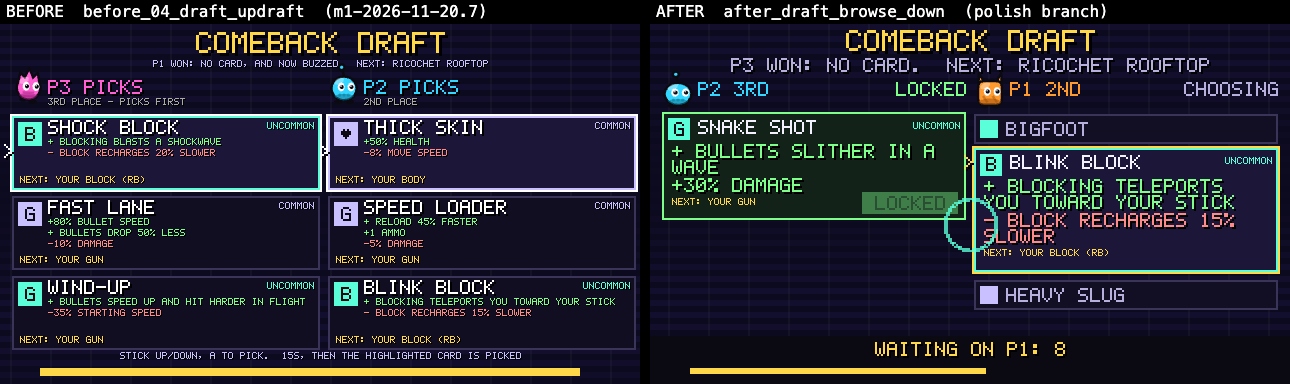 BEFORE before_04_draft_updraft (m1-2026-11-20.7)
COMEBACK DRAFT
P1 WON: NO CARD, AND NOW BUZZED. NEXT: RICOCHET ROOFTOP
P3 PICKS
3RD PLACE - PICKS FIRST
B SHOCK BLOCK UNCOMMON
+ BLOCKING BLASTS A SHOCKWAVE
- BLOCK RECHARGES 20% SLOWER
NEXT: YOUR BLOCK (RB)
G FAST LANE COMMON
+80% BULLET SPEED
+ BULLETS DROP 50% LESS
-10% DAMAGE
NEXT: YOUR GUN
G WIND-UP UNCOMMON
+ BULLETS SPEED UP AND HIT HARDER IN FLIGHT
-35% STARTING SPEED
NEXT: YOUR GUN
P2 PICKS
2ND PLACE
THICK SKIN COMMON
+50% HEALTH
-8% MOVE SPEED
NEXT: YOUR BODY
G SPEED LOADER COMMON
+ RELOAD 45% FASTER
+1 AMMO
-5% DAMAGE
NEXT: YOUR GUN
B BLINK BLOCK UNCOMMON
+ BLOCKING TELEPORTS YOU TOWARD YOUR STICK
- BLOCK RECHARGES 15% SLOWER
NEXT: YOUR BLOCK (RB)
STICK UP/DOWN, A TO PICK. 15S, THEN THE HIGHLIGHTED CARD IS PICKED
AFTER after_draft_browse_down (polish branch)
COMEBACK DRAFT
P3 WON: NO CARD. NEXT: RICOCHET ROOFTOP
P2 3RD LOCKED
G SNAKE SHOT UNCOMMON
+ BULLETS SLITHER IN A
WAVE
+30% DAMAGE
NEXT: YOUR GUN
LOCKED
P1 2ND CHOOSING
BIGFOOT
B BLINK BLOCK UNCOMMON
+ BLOCKING TELEPORTS
YOU TOWARD YOUR STICK
- BLOCK RECHARGES 15%
SLOWER
NEXT: YOUR BLOCK (RB)
HEAVY SLUG
WAITING ON P1: 8